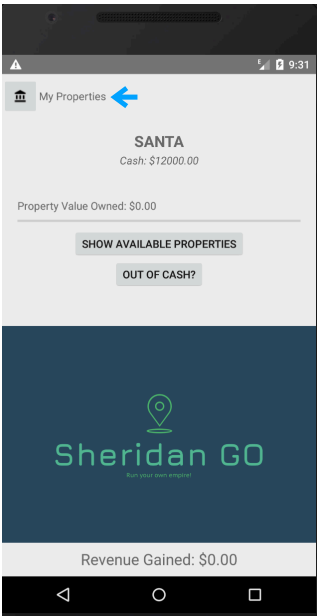 9:31
My Properties
SANTA
Cash: $12000.00
Property Value Owned: $0.00
SHOW AVAILABLE PROPERTIES
OUT OF CASH?
Sheridan GO
Run your own empire!
Revenue Gained: $0.00